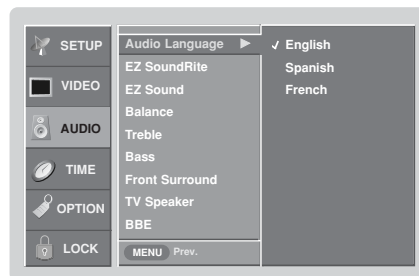 SETUP
VIDEO
AUDIO
TIME
OPTION
LOCK
Audio Language
EZ SoundRite
EZ Sound
Balance
Treble
Bass
Front Surround
TV Speaker
BBE
MENU Prev.
✓ English
Spanish
French